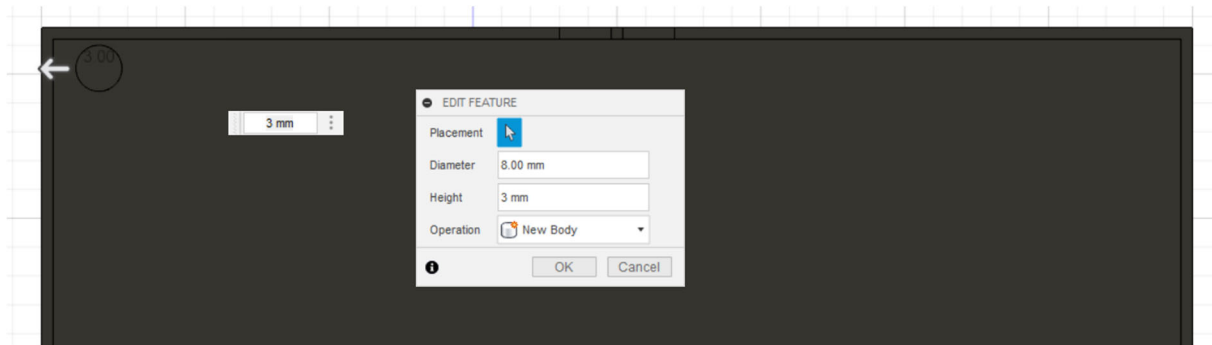 3.00
3 mm
EDIT FEATURE
Placement
Diameter 8.00 mm
Height 3 mm
Operation New Body
OK Cancel